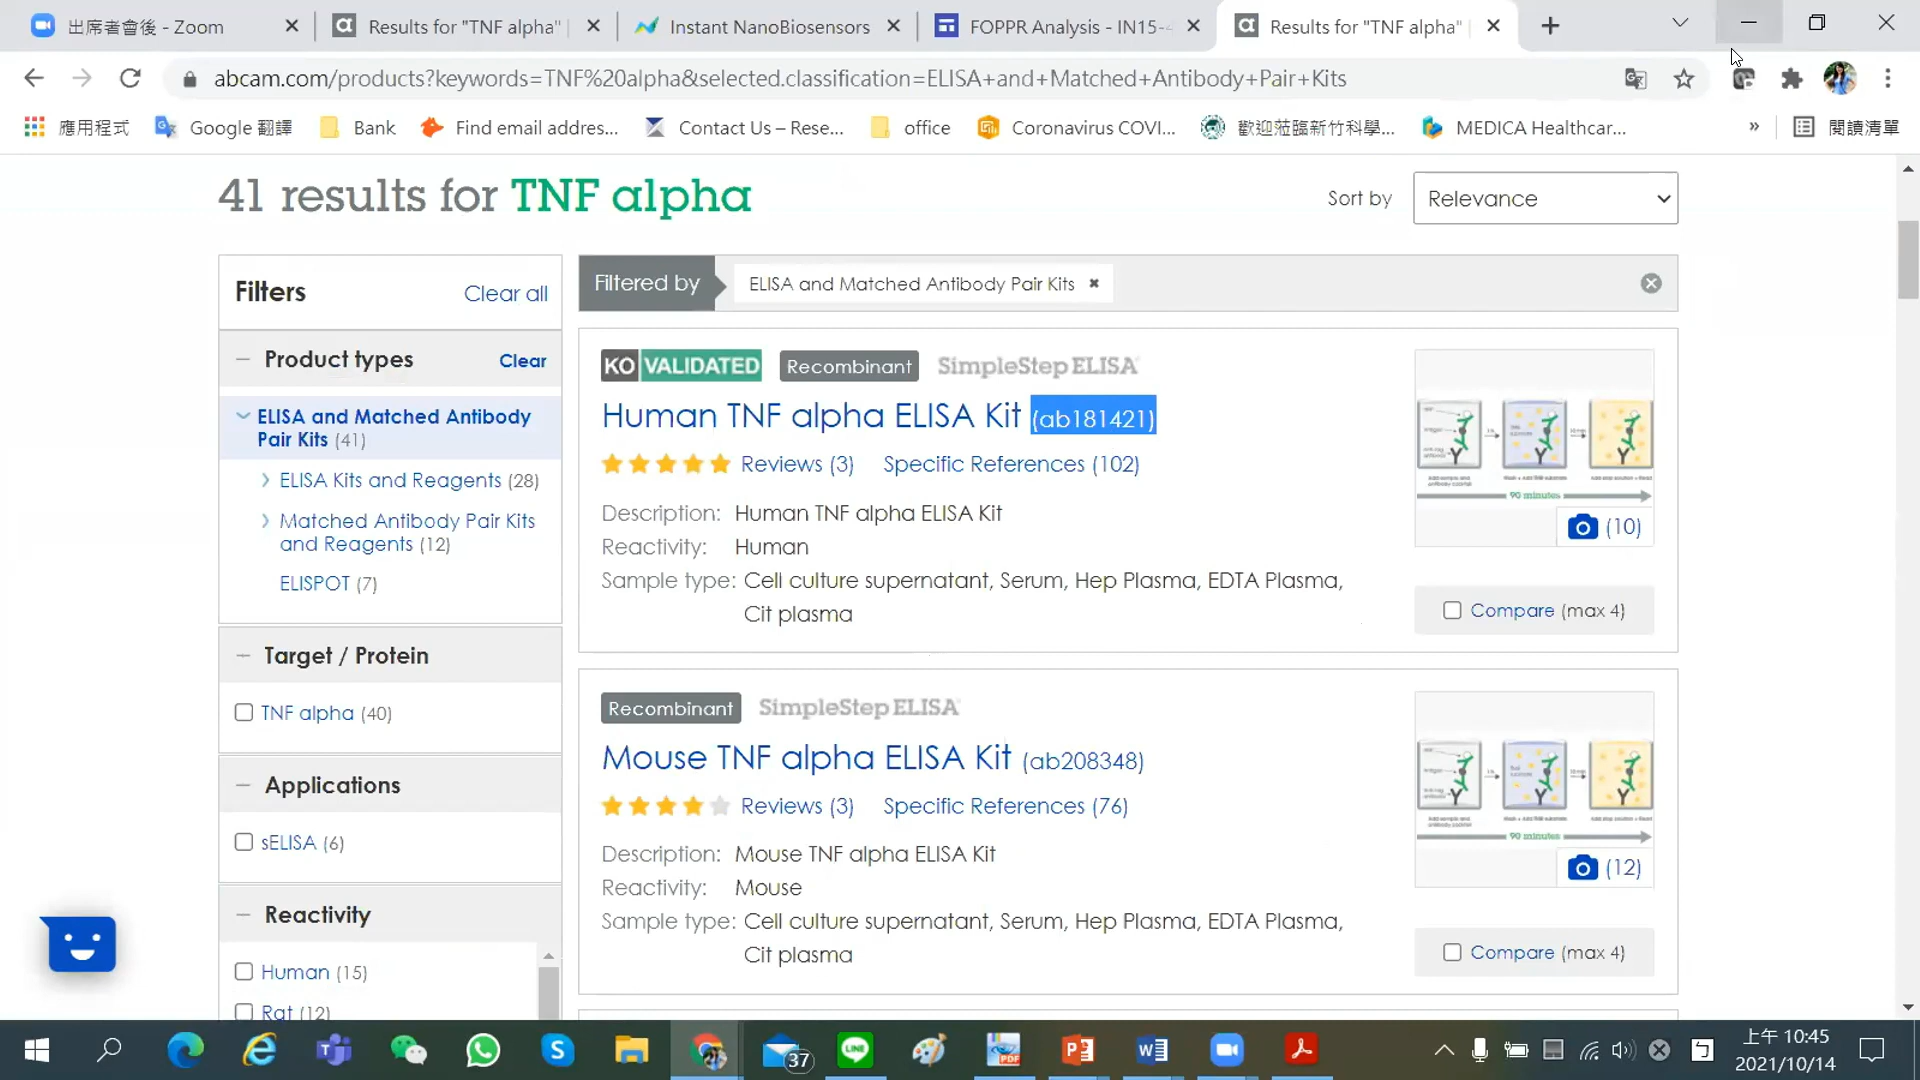 出席者會後 - Zoom
Results for "TNF alpha" |
Instant NanoBiosensors
FOPPR Analysis - IN15-
Results for "TNF alpha" |
abcam.com/products?keywords=TNF%20alpha&selected.classification=ELISA+and+Matched+Antibody+Pair+Kits
應用程式
Google 翻譯
Bank
Find email addres...
Contact Us – Rese...
office
Coronavirus COVI...
歡迎蒞臨新竹科學...
MEDICA Healthcar...
»
閱讀清單
41 results for TNF alpha
Sort by
Relevance
Filters
Clear all
Filtered by
ELISA and Matched Antibody Pair Kits
Product types
Clear
ELISA and Matched Antibody
Pair Kits (41)
ELISA Kits and Reagents (28)
Matched Antibody Pair Kits
and Reagents (12)
ELISPOT (7)
Target / Protein
TNF alpha (40)
Applications
sELISA (6)
Reactivity
Human (15)
Rat (12)
KO VALIDATED
Recombinant
SimpleStep ELISA®
Human TNF alpha ELISA Kit (ab181421)
Reviews (3)
Specific References (102)
Description: Human TNF alpha ELISA Kit
Reactivity: Human
Sample type: Cell culture supernatant, Serum, Hep Plasma, EDTA Plasma,
Cit plasma
90 minutes
(10)
Compare (max 4)
Recombinant
SimpleStep ELISA®
Mouse TNF alpha ELISA Kit (ab208348)
Reviews (3)
Specific References (76)
Description: Mouse TNF alpha ELISA Kit
Reactivity: Mouse
Sample type: Cell culture supernatant, Serum, Hep Plasma, EDTA Plasma,
Cit plasma
90 minutes
(12)
Compare (max 4)
37
LINE
PDF
上午 10:45
2021/10/14